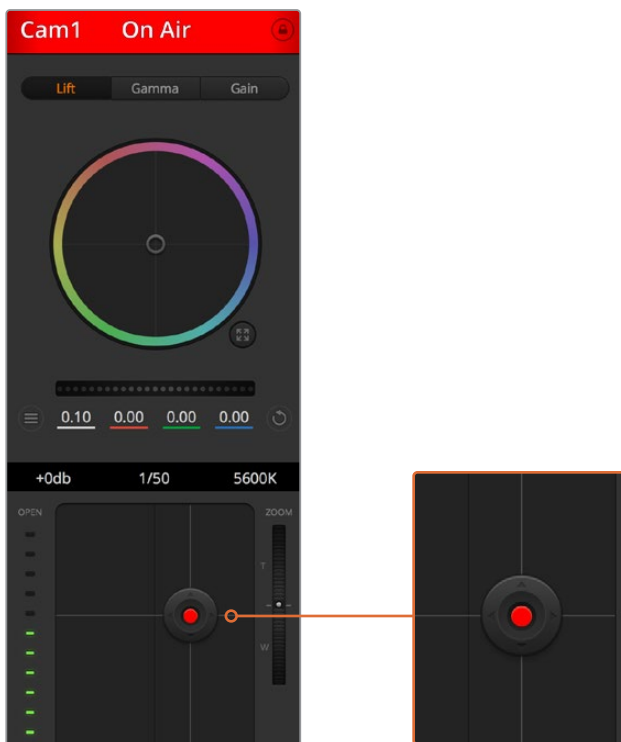 Cam1 On Air
Lift Gamma Gain
0.10 0.00 0.00 0.00
+0db 1/50 5600K
OPEN ZOOM
T
W